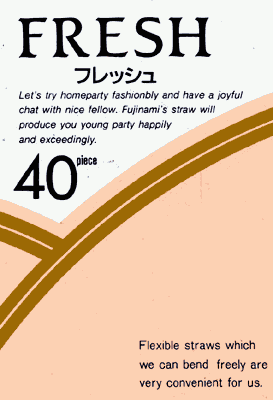 FRESH
フレッシュ
Let's try homeparty fashionbly and have a joyful
chat with nice fellow. Fujinami's straw will
produce you young party happily
and exceedingly.
40 piece
Flexible straws which
we can bend freely are
very convenient for us.